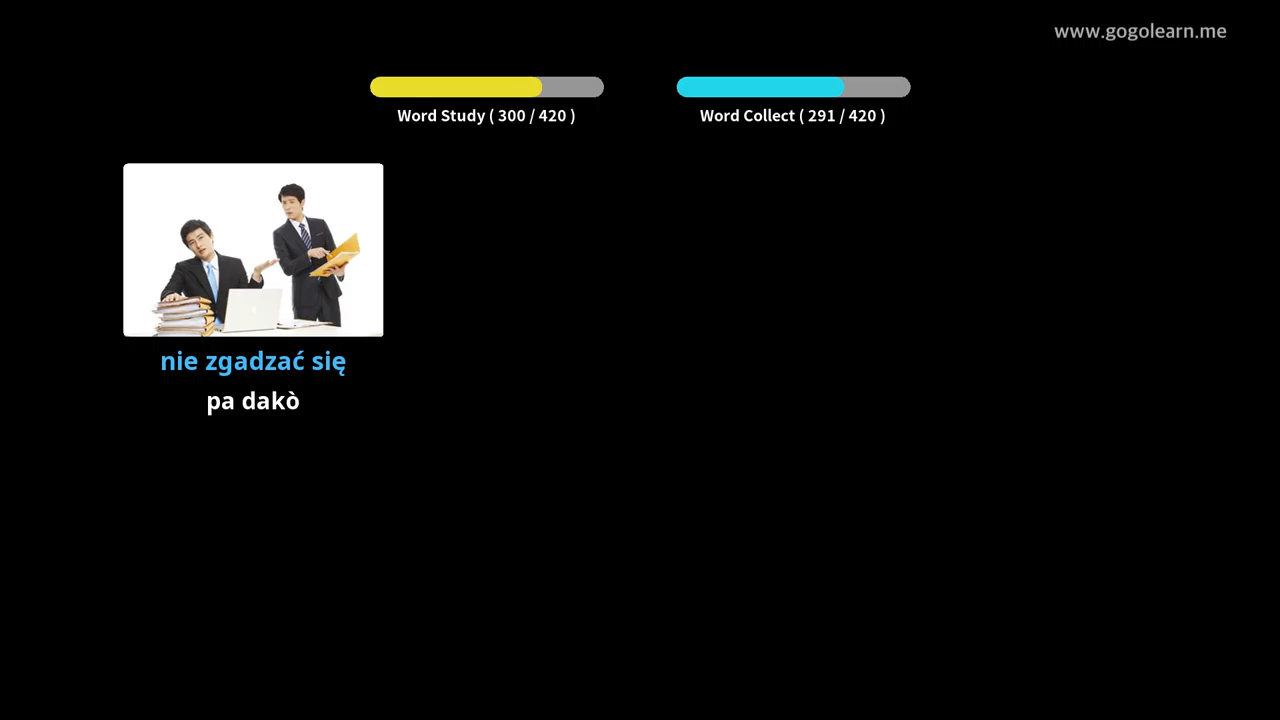 www.gogolearn.me
Word Study ( 300 / 420 )
Word Collect ( 291 / 420 )
nie zgadzać się
pa dakò